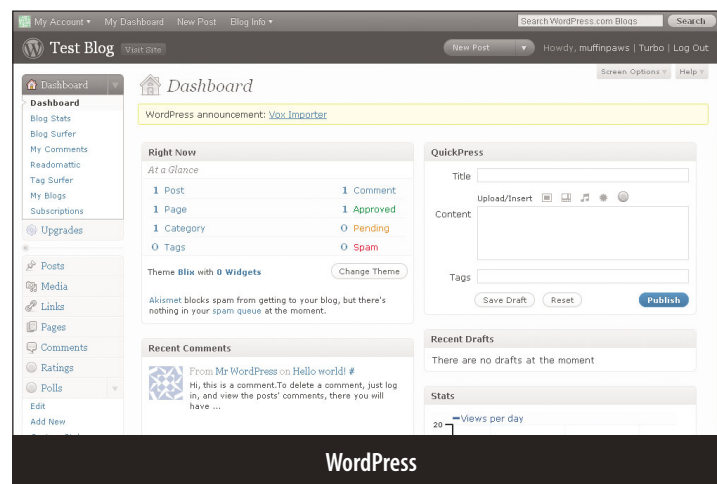 My Account ▾ My Dashboard New Post Blog Info ▾ Search WordPress.com Blogs Search
Test Blog Visit Site New Post Howdy, muffinpaws | Turbo | Log Out
Screen Options Help
Dashboard
Dashboard
Blog Stats
Blog Surfer
My Comments
Readomattic
Tag Surfer
My Blogs
Subscriptions
Upgrades
Posts
Media
Links
Pages
Comments
Ratings
Polls
Edit
Add New
Dashboard
WordPress announcement: Vox Importer
Right Now
At a Glance
1 Post 1 Comment
1 Page 1 Approved
1 Category 0 Pending
0 Tags 0 Spam
Theme Blix with 0 Widgets Change Theme
Akismet blocks spam from getting to your blog, but there's
nothing in your spam queue at the moment.
Recent Comments
From Mr WordPress on Hello world! #
Hi, this is a comment.To delete a comment, just log
in, and view the posts' comments, there you will
have ...
QuickPress
Title
Upload/Insert
Content
Tags
Save Draft Reset Publish
Recent Drafts
There are no drafts at the moment
Stats
Views per day
20
WordPress